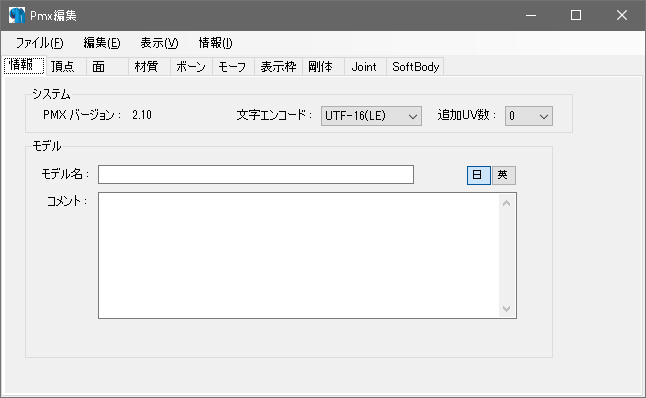 Pmx編集
ファイル(F) 編集(E) 表示(V) 情報(I)
情報 頂点 面 材質 ボーン モーフ 表示枠 剛体 Joint SoftBody
システム
PMX バージョン : 2.10 文字エンコード : UTF-16(LE) 追加UV数 : 0
モデル
モデル名 : 日 英
コメント :